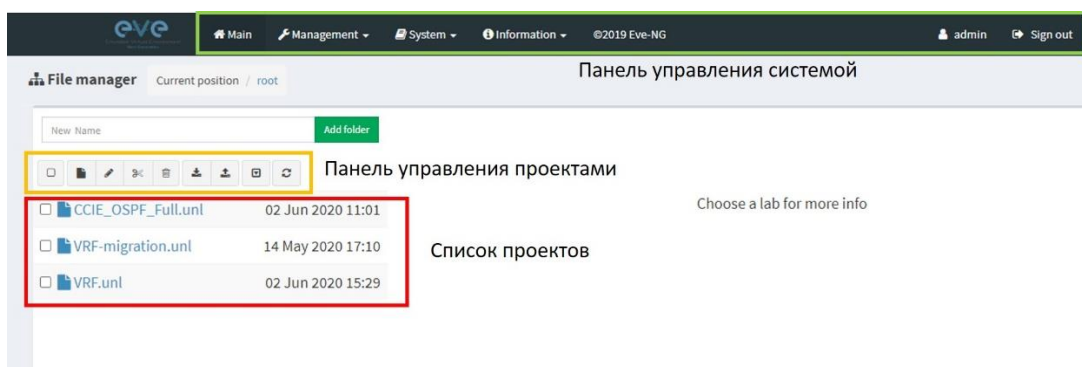 eve
Main Management System Information ©2019 Eve-NG admin Sign out
File manager Current position / root
Панель управления системой
New Name Add folder
Панель управления проектами
CCIE_OSPF_Full.unl 02 Jun 2020 11:01
Choose a lab for more info
VRF-migration.unl 14 May 2020 17:10
Список проектов
VRF.unl 02 Jun 2020 15:29